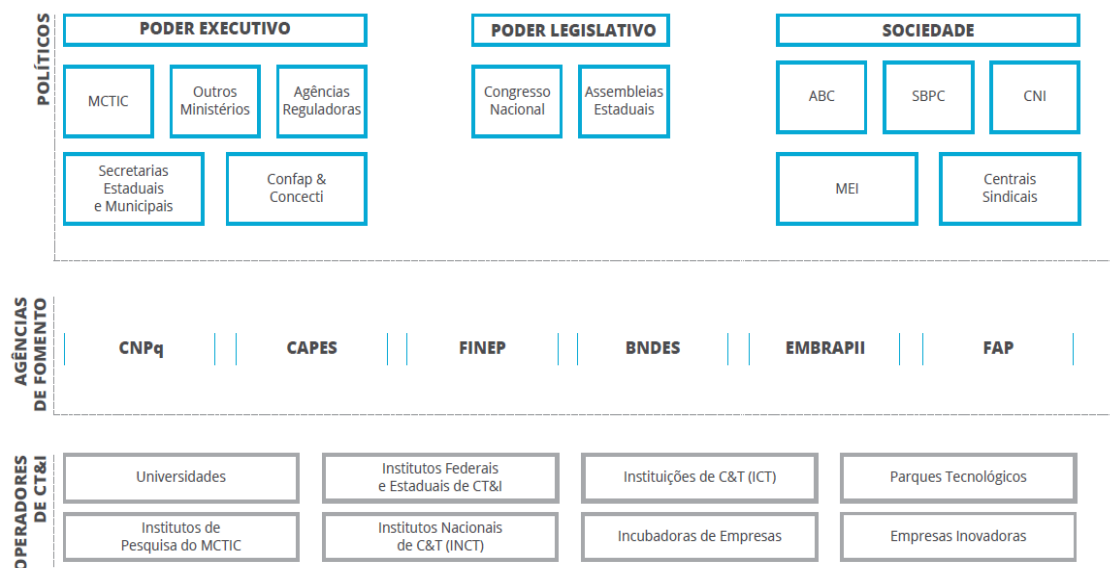 POLÍTICOS
PODER EXECUTIVO
PODER LEGISLATIVO
SOCIEDADE
MCTIC
Outros
Ministérios
Agências
Reguladoras
Congresso
Nacional
Assembleias
Estaduais
ABC
SBPC
CNI
Secretarias
Estaduais
e Municipais
Confap &
Concecti
MEI
Centrais
Sindicais
AGÊNCIAS
DE FOMENTO
CNPq
CAPES
FINEP
BNDES
EMBRAPII
FAP
OPERADORES
DE CT&I
Universidades
Institutos Federais
e Estaduais de CT&I
Instituições de C&T (ICT)
Parques Tecnológicos
Institutos de
Pesquisa do MCTIC
Institutos Nacionais
de C&T (INCT)
Incubadoras de Empresas
Empresas Inovadoras